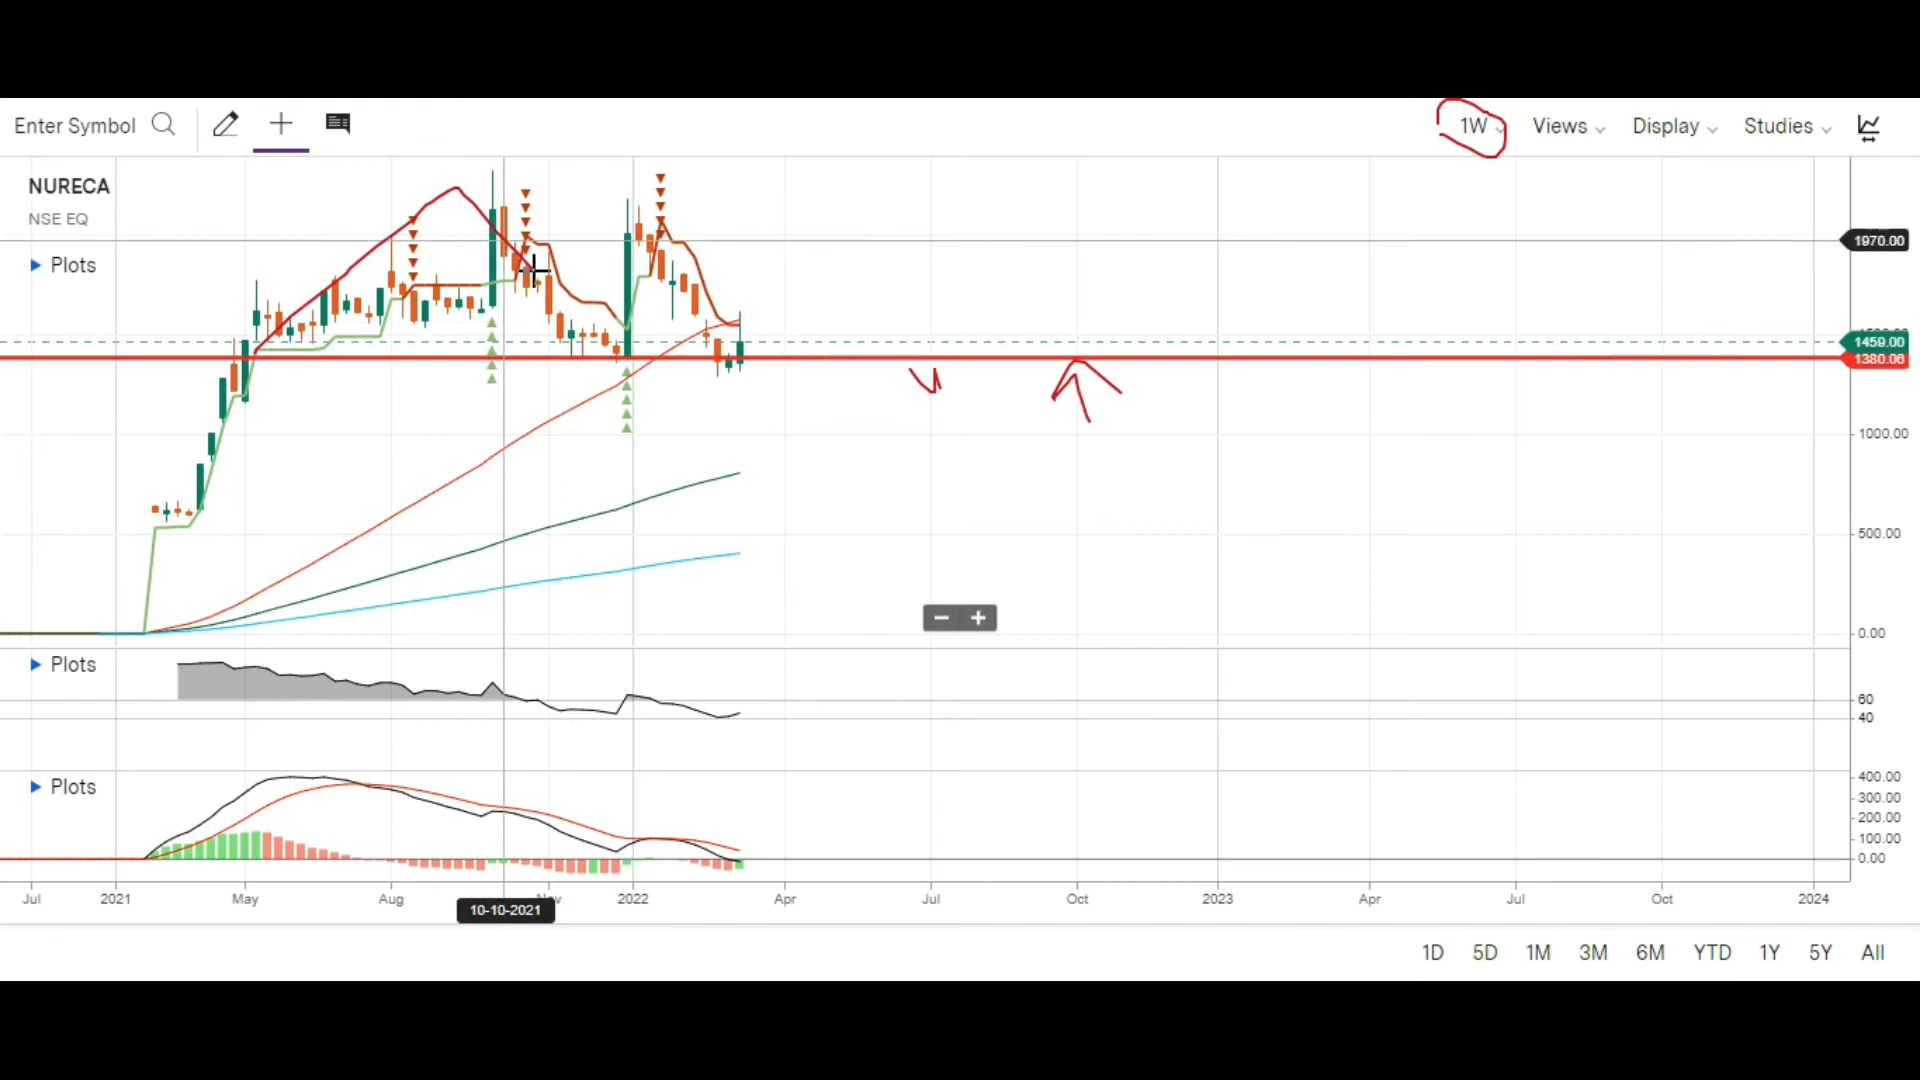 Enter Symbol
1W
Views
Display
Studies
NURECA
NSE EQ
Plots
1970.00
1459.00
1380.06
1000.00
500.00
0.00
Plots
60
40
Plots
400.00
300.00
200.00
100.00
0.00
Jul 2021 May Aug 2022 Apr Jul Oct 2023 Apr Jul Oct 2024
10-10-2021
1D 5D 1M 3M 6M YTD 1Y 5Y All